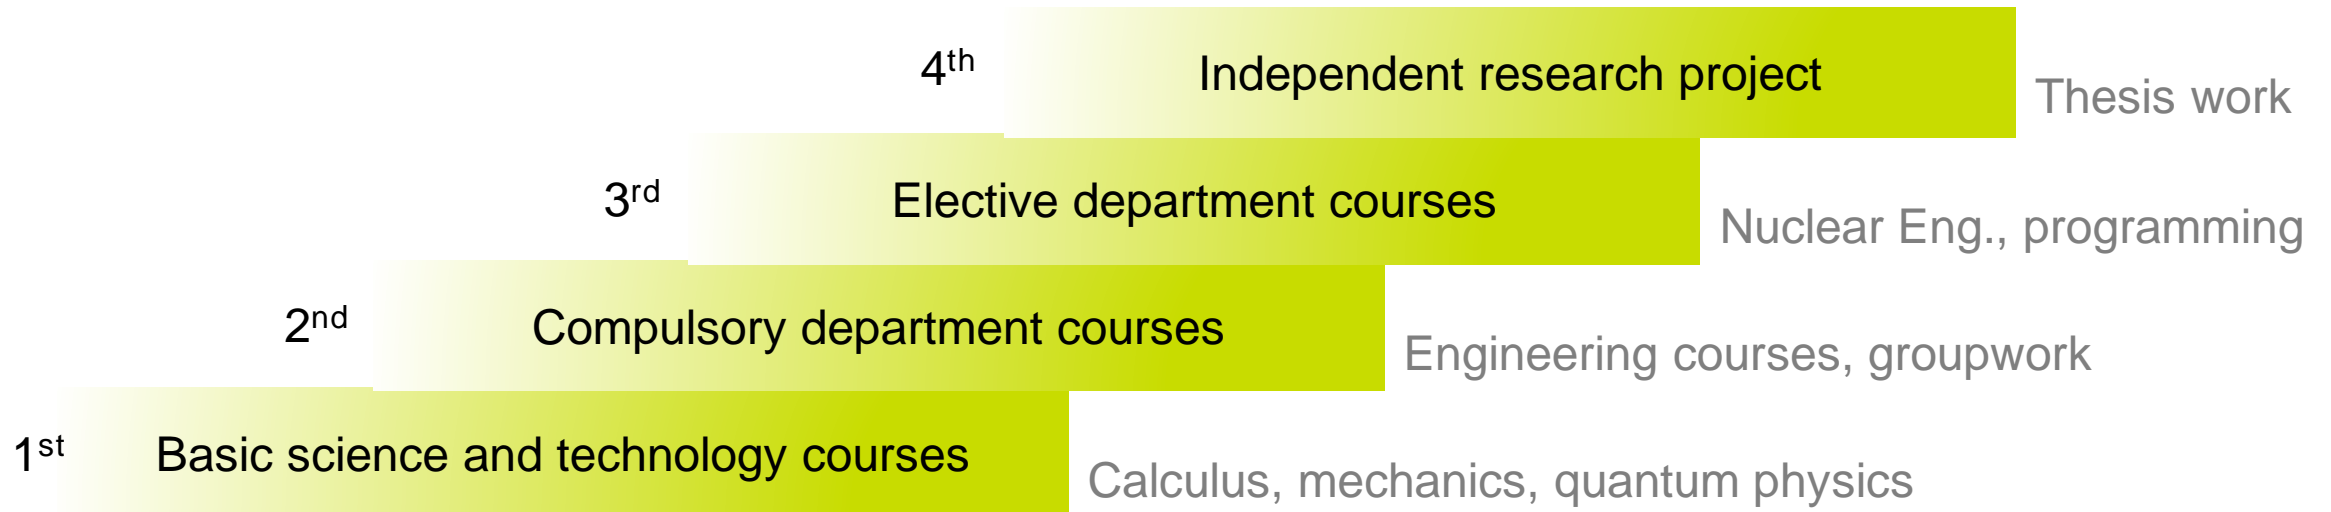 4th Independent research project Thesis work
3rd Elective department courses Nuclear Eng., programming
2nd Compulsory department courses Engineering courses, groupwork
1st Basic science and technology courses Calculus, mechanics, quantum physics